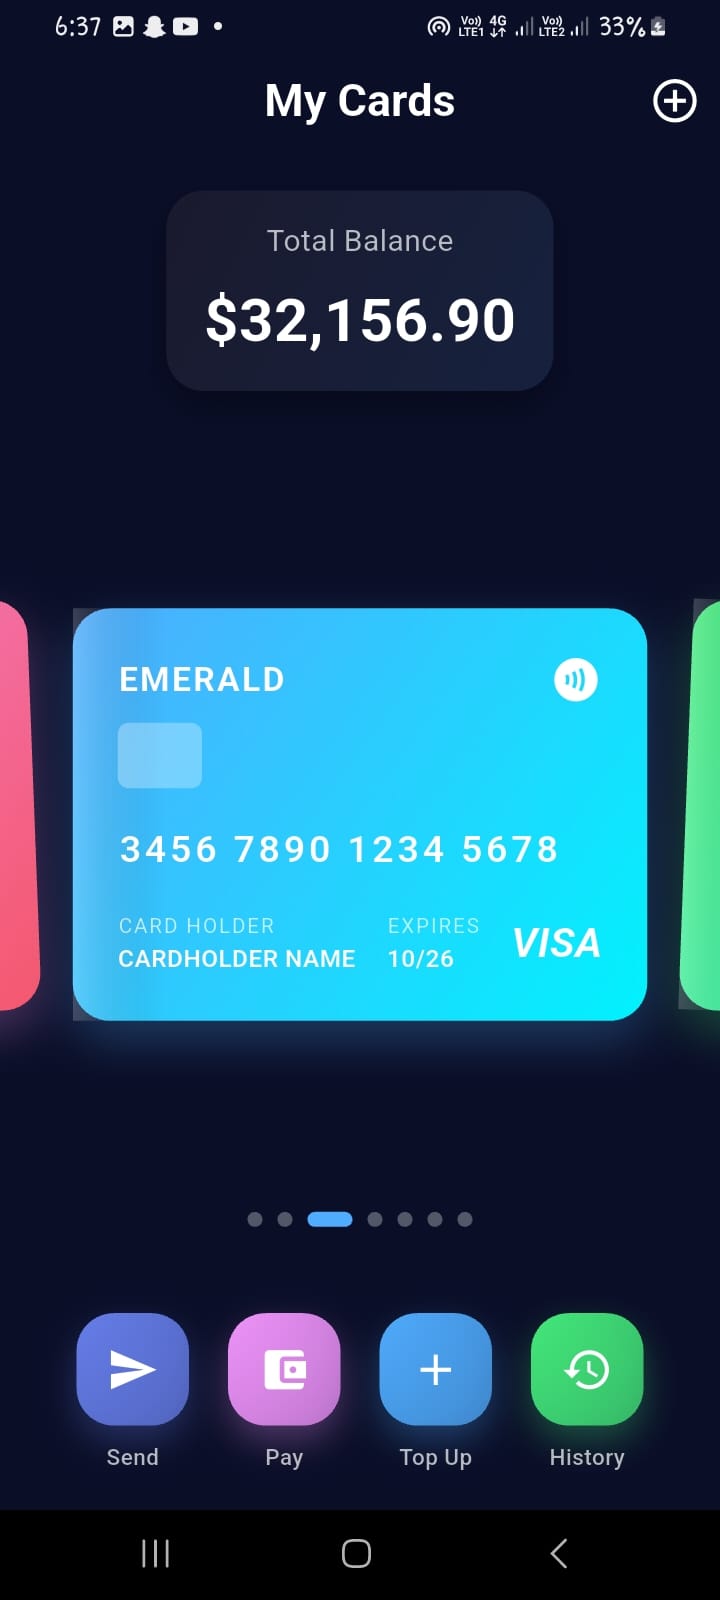 6:37 Vo)) 4G LTE1 Vo)) LTE2 33%
My Cards
Total Balance
$32,156.90
EMERALD
3456 7890 1234 5678
CARD HOLDER EXPIRES
CARDHOLDER NAME 10/26 VISA
Send Pay Top Up History